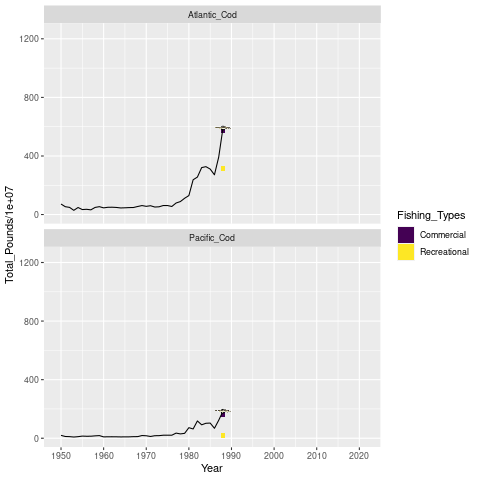 Atlantic_Cod
1200
800
400
0
Pacific_Cod
1200
800
400
0
Total_Pounds/1e+07
1950 1960 1970 1980 1990 2000 2010 2020
Year
Fishing_Types
Commercial
Recreational